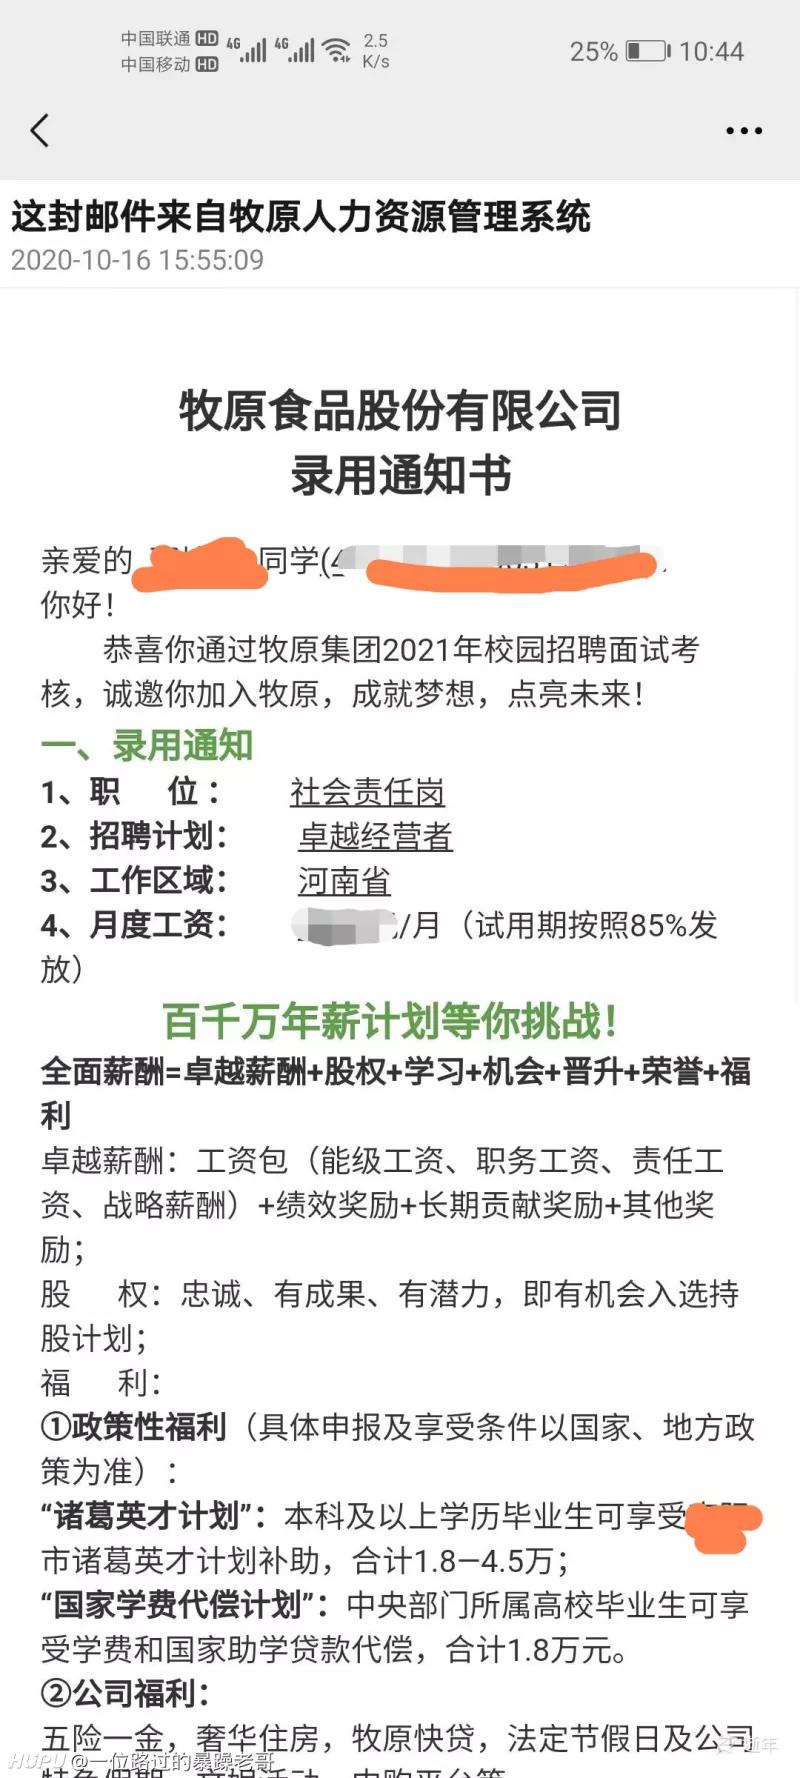 中国联通 HD 4G 4G 2.5 K/s 25% 10:44
中国移动 HD
这封邮件来自牧原人力资源管理系统
2020-10-16 15:55:09
牧原食品股份有限公司
录用通知书
亲爱的 同学(4
你好！
恭喜你通过牧原集团2021年校园招聘面试考
核，诚邀你加入牧原，成就梦想，点亮未来！
一、录用通知
1、职 位： 社会责任岗
2、招聘计划： 卓越经营者
3、工作区域： 河南省
4、月度工资： /月（试用期按照85%发
放）
百千万年薪计划等你挑战！
全面薪酬=卓越薪酬+股权+学习+机会+晋升+荣誉+福
利
卓越薪酬：工资包（能级工资、职务工资、责任工
资、战略薪酬）+绩效奖励+长期贡献奖励+其他奖
励；
股 权：忠诚、有成果、有潜力，即有机会入选持
股计划；
福 利：
①政策性福利（具体申报及享受条件以国家、地方政
策为准）：
“诸葛英才计划”：本科及以上学历毕业生可享受
市诸葛英才计划补助，合计1.8—4.5万；
“国家学费代偿计划”：中央部门所属高校毕业生可享
受学费和国家助学贷款代偿，合计1.8万元。
②公司福利：
五险一金，奢华住房，牧原快贷，法定节假日及公司
HUPU @一位路过的暴躁老哥